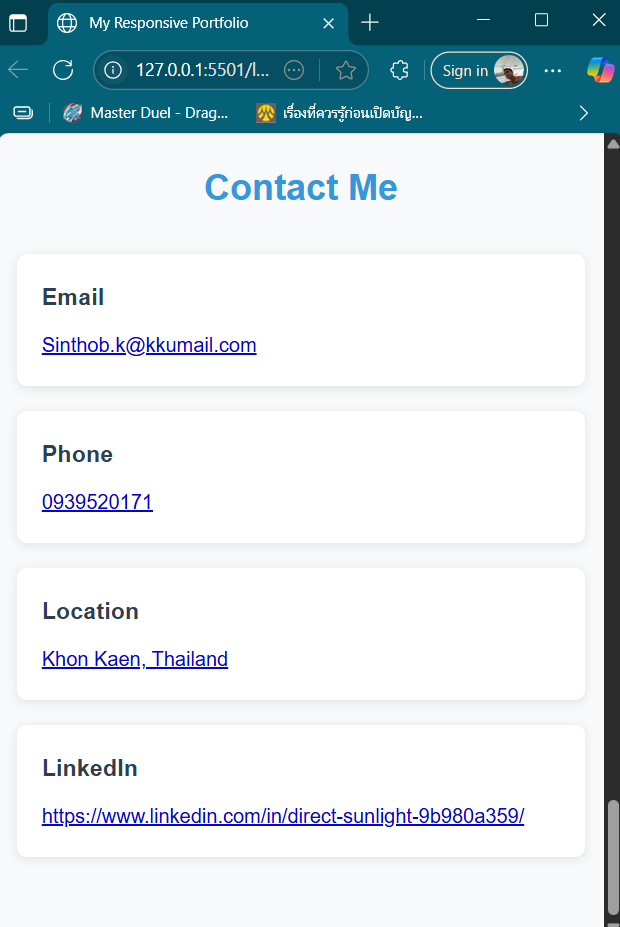 My Responsive Portfolio
127.0.0.1:5501/l...
Sign in
Master Duel - Drag...
เรื่องที่ควรรู้ก่อนเปิดบัญ...
Contact Me
Email
Sinthob.k@kkumail.com
Phone
0939520171
Location
Khon Kaen, Thailand
LinkedIn
https://www.linkedin.com/in/direct-sunlight-9b980a359/